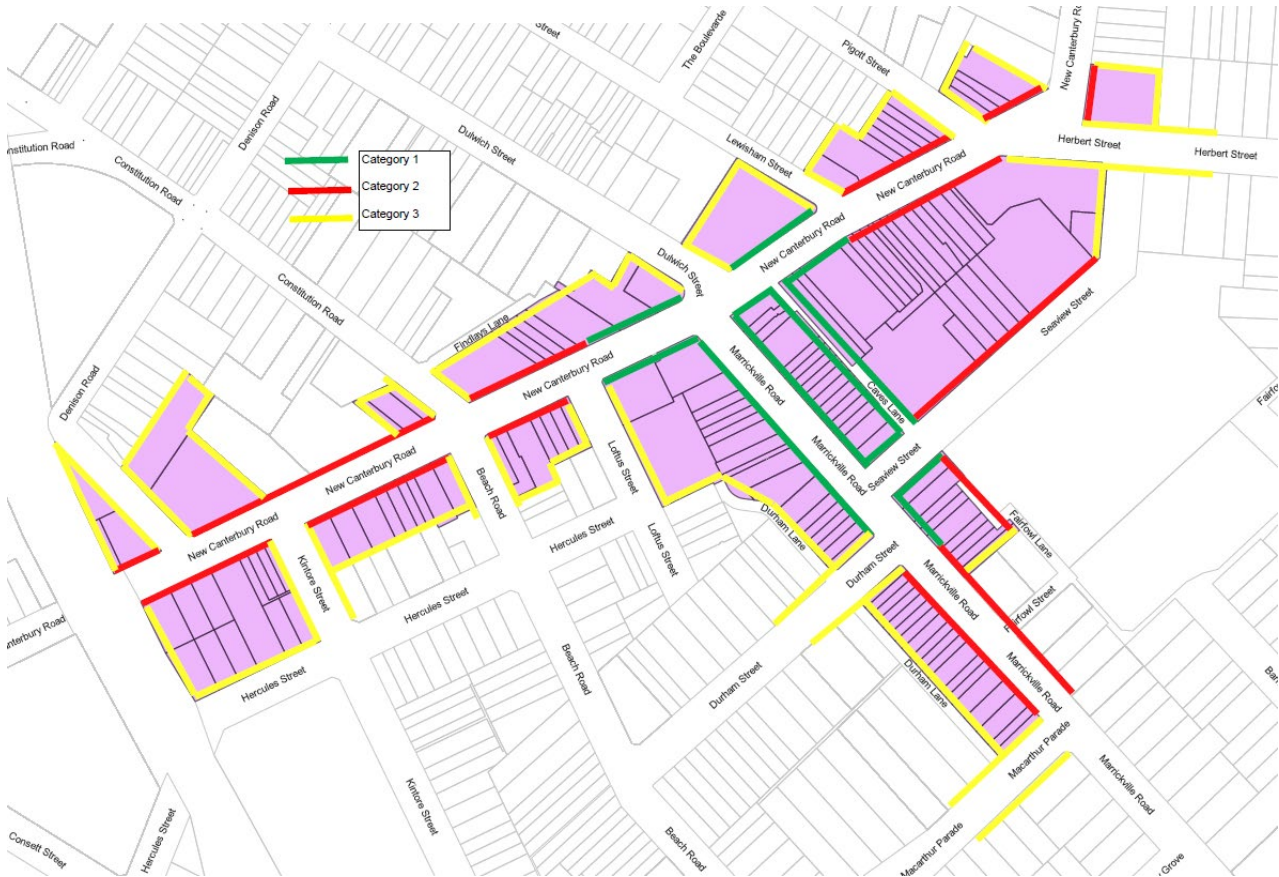 Street
The Boulevarde
Pigott Street
New Canterbury Road
Denison Road
Dulwich Street
onstitution Road
Constitution Road
Category 1
Category 2
Category 3
Lewisham Street
New Canterbury Road
Herbert Street
Herbert Street
Constitution Road
Dulwich Street
New Canterbury Road
Findlays Lane
Seaview Street
New Canterbury Road
Marrickville Road
Caves Lane
Denison Road
Marrickville Road
Loftus Street
New Canterbury Road
Beach Road
Seaview Street
Durham Lane
New Canterbury Road
Hercules Street
Loftus Street
Fairfowl Lane
Durham Street
Marrickville Road
Kintore Street
Hercules Street
Fairfowl Street
anterbury Road
Hercules Street
Beach Road
Durham Street
Durham Lane
Marrickville Road
Macarthur Parade
Marrickville Road
Kintore Street
Hercules Street
Consett Street
Beach Road
Macarthur Parade
Grove